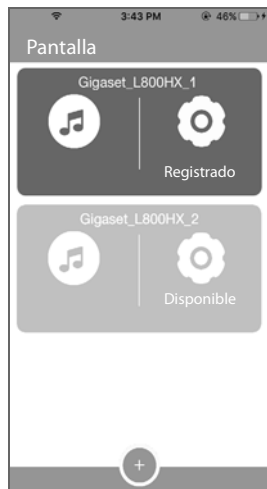 3:43 PM 46%
Pantalla
Gigaset_L800HX_1
Registrado
Gigaset_L800HX_2
Disponible
+